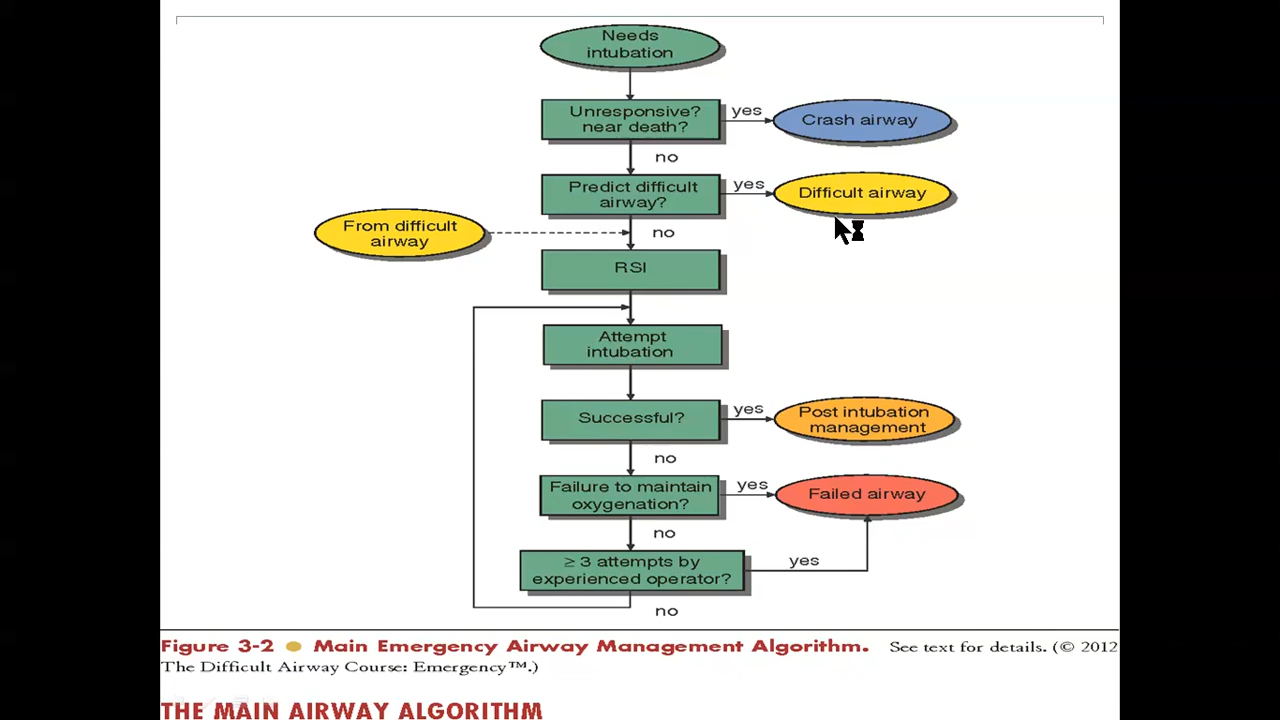 Needs
intubation
Unresponsive?
near death?
yes
Crash airway
no
Predict difficult
airway?
yes
Difficult airway
From difficult
airway
no
RSI
Attempt
intubation
Successful?
yes
Post intubation
management
no
Failure to maintain
oxygenation?
yes
Failed airway
no
≥ 3 attempts by
experienced operator?
yes
no
Figure 3-2 ● Main Emergency Airway Management Algorithm. See text for details. (© 2012
The Difficult Airway Course: Emergency™.)
THE MAIN AIRWAY ALGORITHM